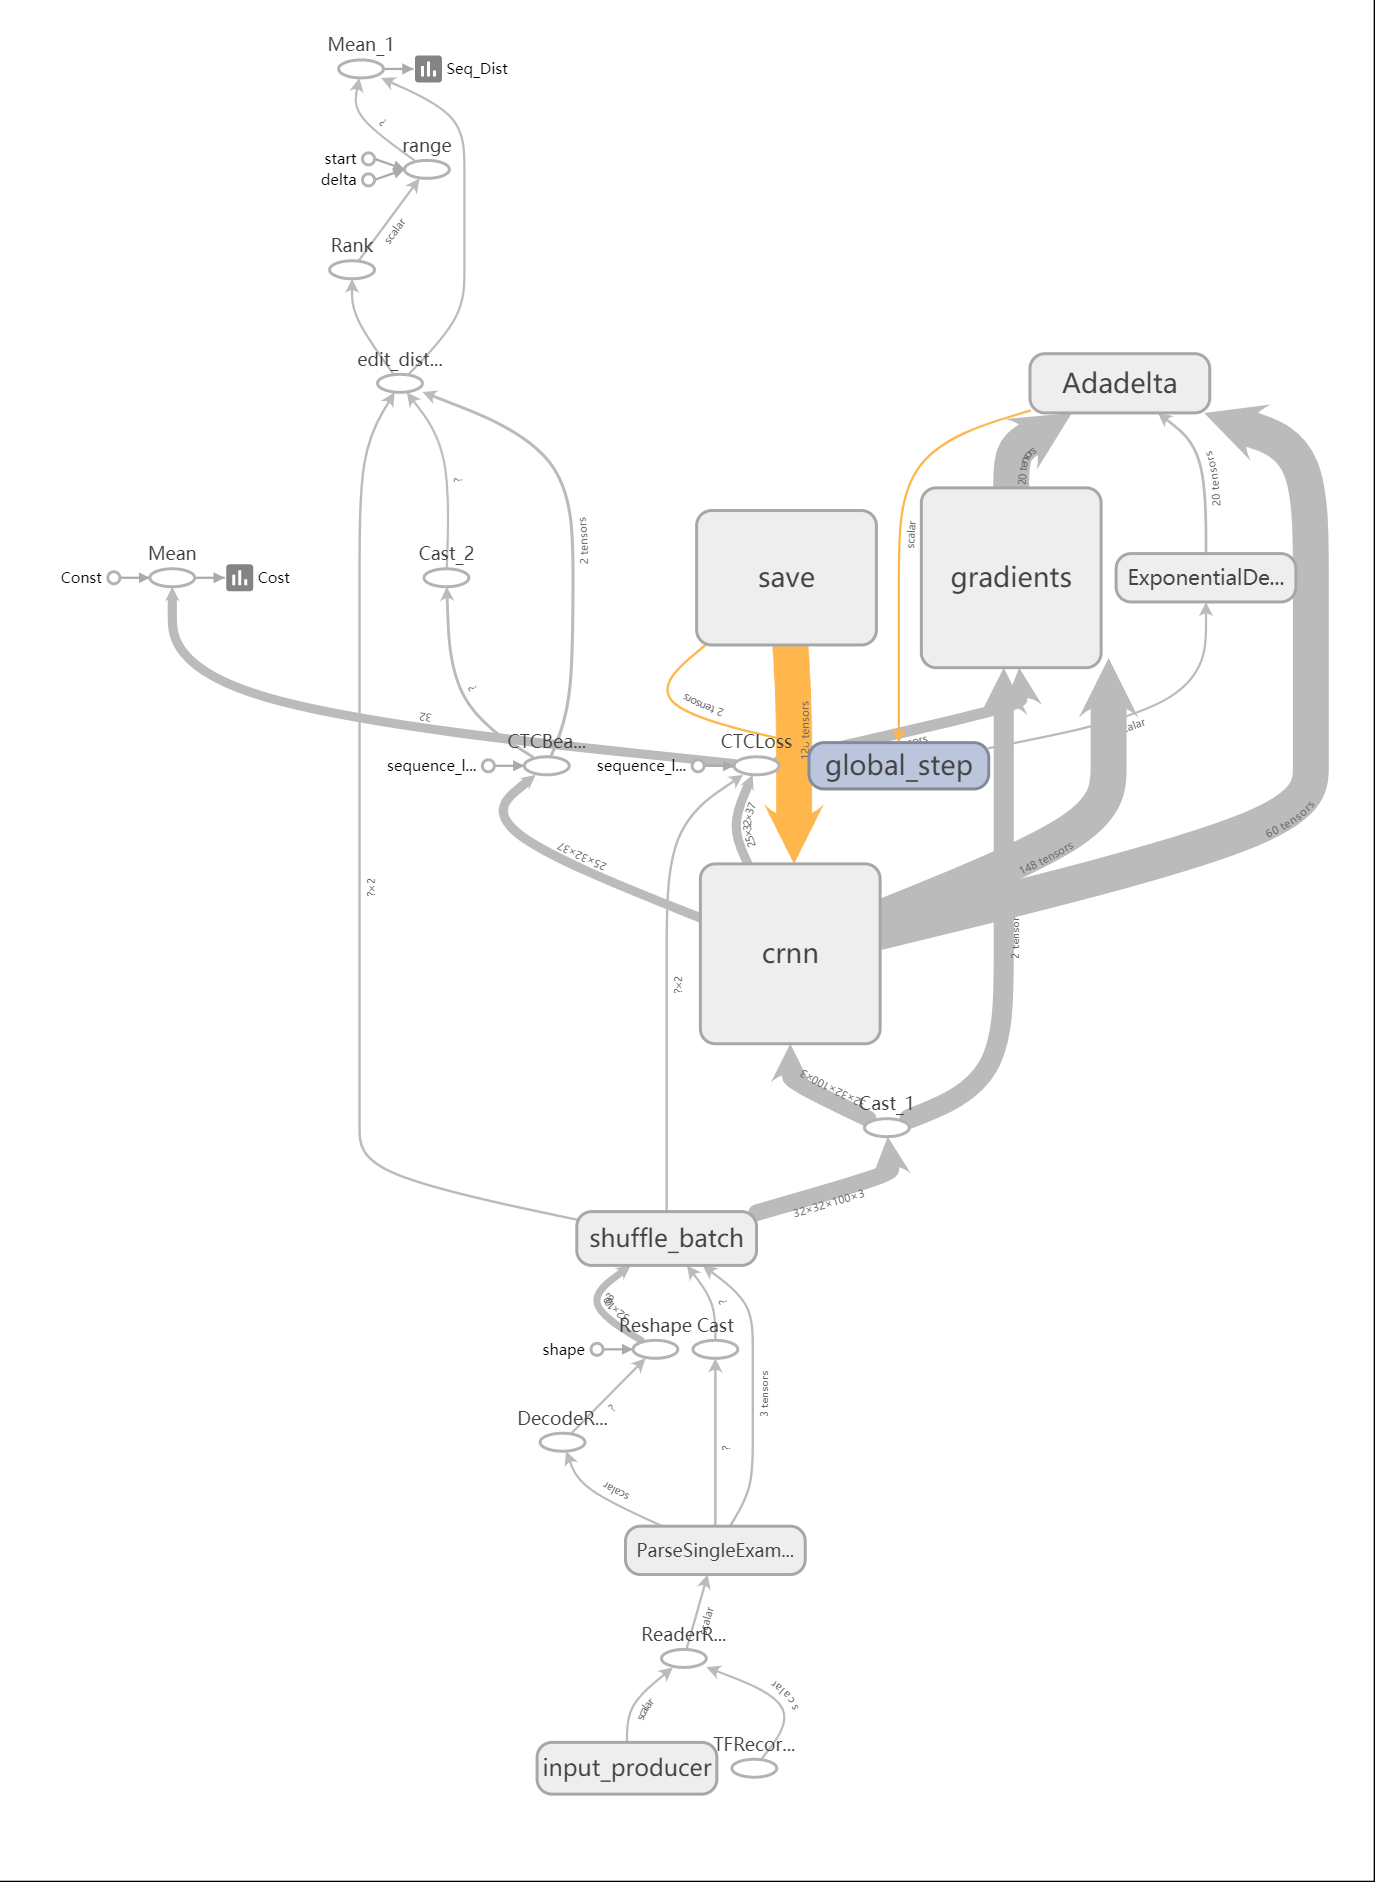 Mean_1
Seq_Dist
?
range
start
delta
scalar
Rank
edit_dist...
Adadelta
20 tensors
20 tensors
?
scalar
2 tensors
Mean
Const
Cost
Cast_2
save
gradients
ExponentialDe...
?
2 tensors
32
CTCBea...
CTCLoss
sequence_l...
sequence_l...
global_step
25×32×37
25×32×37
148 tensors
60 tensors
?×2
crnn
2 tensor
?×2
Cast_1
32×32×100×3
shuffle_batch
?
Reshape
Cast
shape
3 tensors
DecodeR...
?
?
scalar
ParseSingleExam...
scalar
ReaderR...
scalar
scalar
TFRecor...
input_producer